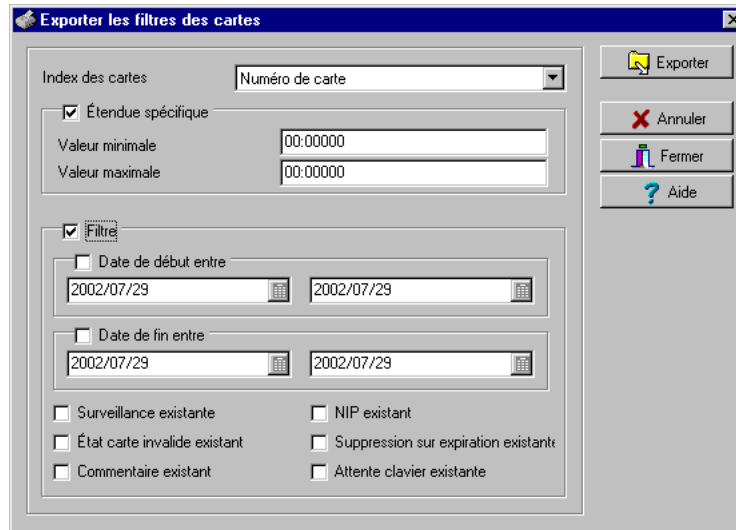 Exporter les filtres des cartes
Index des cartes
Numéro de carte
Exporter
Étendue spécifique
Annuler
Valeur minimale
00:00000
Fermer
Valeur maximale
00:00000
Aide
Filtre
Date de début entre
2002/07/29
2002/07/29
Date de fin entre
2002/07/29
2002/07/29
Surveillance existante
NIP existant
État carte invalide existant
Suppression sur expiration existante
Commentaire existant
Attente clavier existante